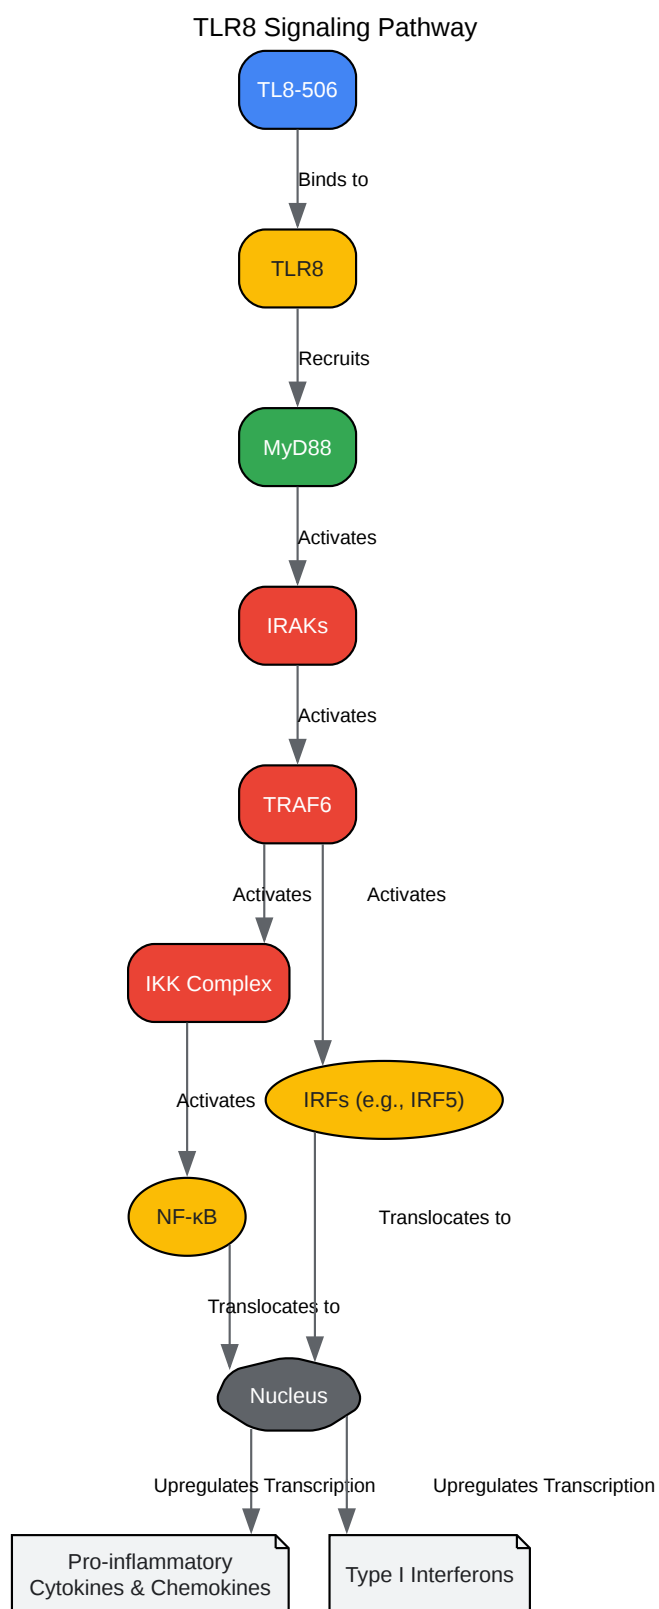 TLR8 Signaling Pathway
TL8-506
Binds to
TLR8
Recruits
MyD88
Activates
IRAKs
Activates
TRAF6
Activates
Activates
IKK Complex
Activates
IRFs (e.g., IRF5)
NF-κB
Translocates to
Translocates to
Nucleus
Upregulates Transcription
Upregulates Transcription
Pro-inflammatory
Cytokines & Chemokines
Type I Interferons